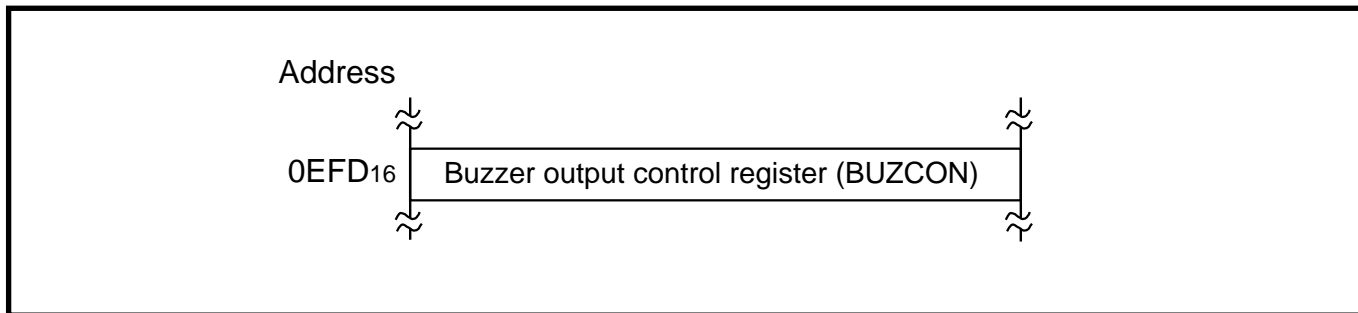 Address
0EFD16 Buzzer output control register (BUZCON)